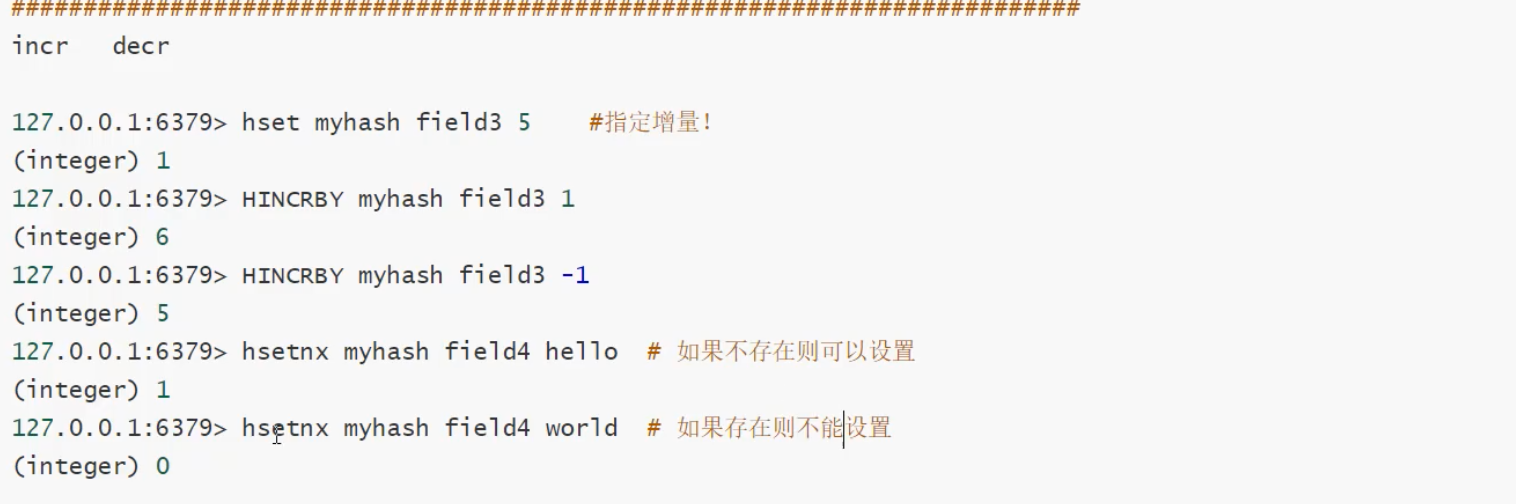 ###########################################################################
incr   decr
127.0.0.1:6379> hset myhash field3 5    #指定增量！
(integer) 1
127.0.0.1:6379> HINCRBY myhash field3 1
(integer) 6
127.0.0.1:6379> HINCRBY myhash field3 -1
(integer) 5
127.0.0.1:6379> hsetnx myhash field4 hello  # 如果不存在则可以设置
(integer) 1
127.0.0.1:6379> hsetnx myhash field4 world  # 如果存在则不能设置
(integer) 0